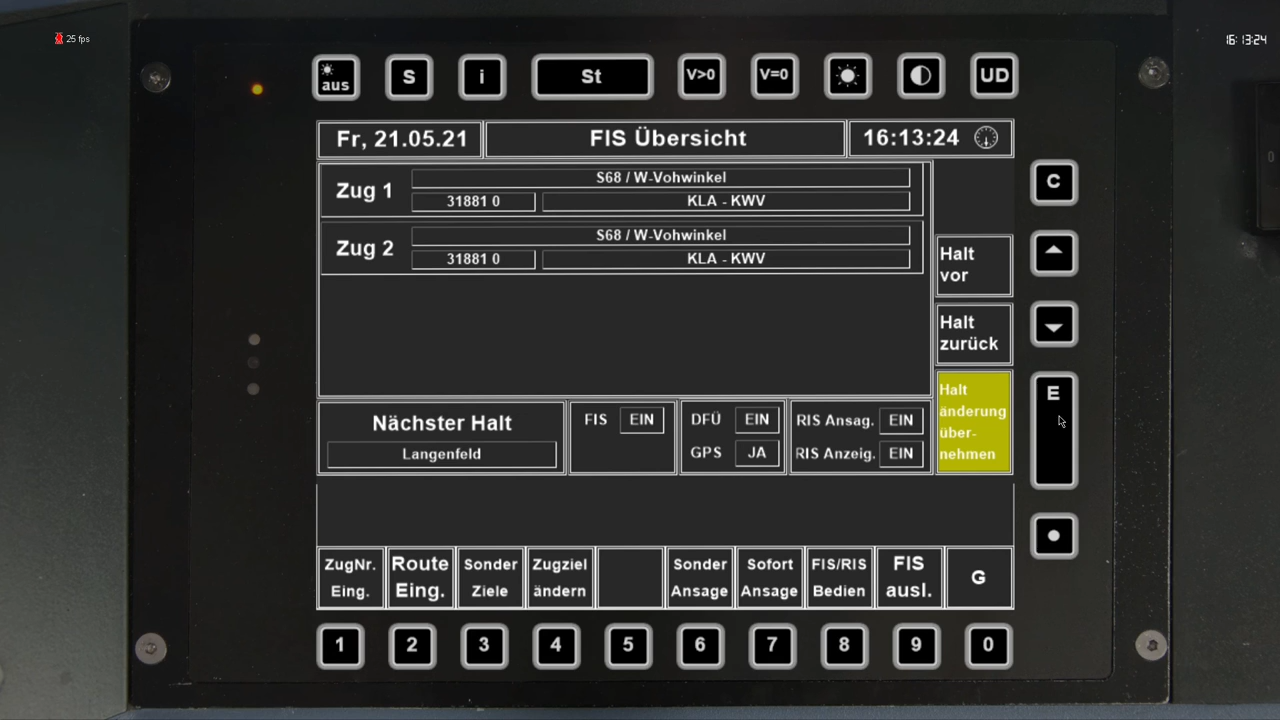 25 fps
16:13:24
aus
S
i
St
V>0
V=0
UD
Fr, 21.05.21
FIS Übersicht
16:13:24
Zug 1
S68 / W-Vohwinkel
31881 0
KLA - KWV
Zug 2
S68 / W-Vohwinkel
31881 0
KLA - KWV
C
Halt
vor
Halt
zurück
Halt
änderung
über-
nehmen
E
Nächster Halt
Langenfeld
FIS EIN
DFÜ EIN
GPS JA
RIS Ansag. EIN
RIS Anzeig. EIN
ZugNr.
Eing.
Route
Eing.
Sonder
Ziele
Zugziel
ändern
Sonder
Ansage
Sofort
Ansage
FIS/RIS
Bedien
FIS
ausl.
G
1
2
3
4
5
6
7
8
9
0